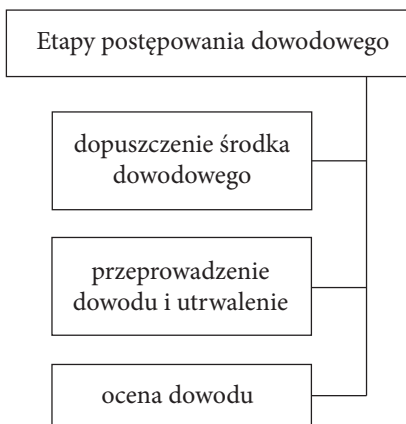 Etapy postępowania dowodowego
dopuszczenie środka
dowodowego
przeprowadzenie
dowodu i utrwalenie
ocena dowodu